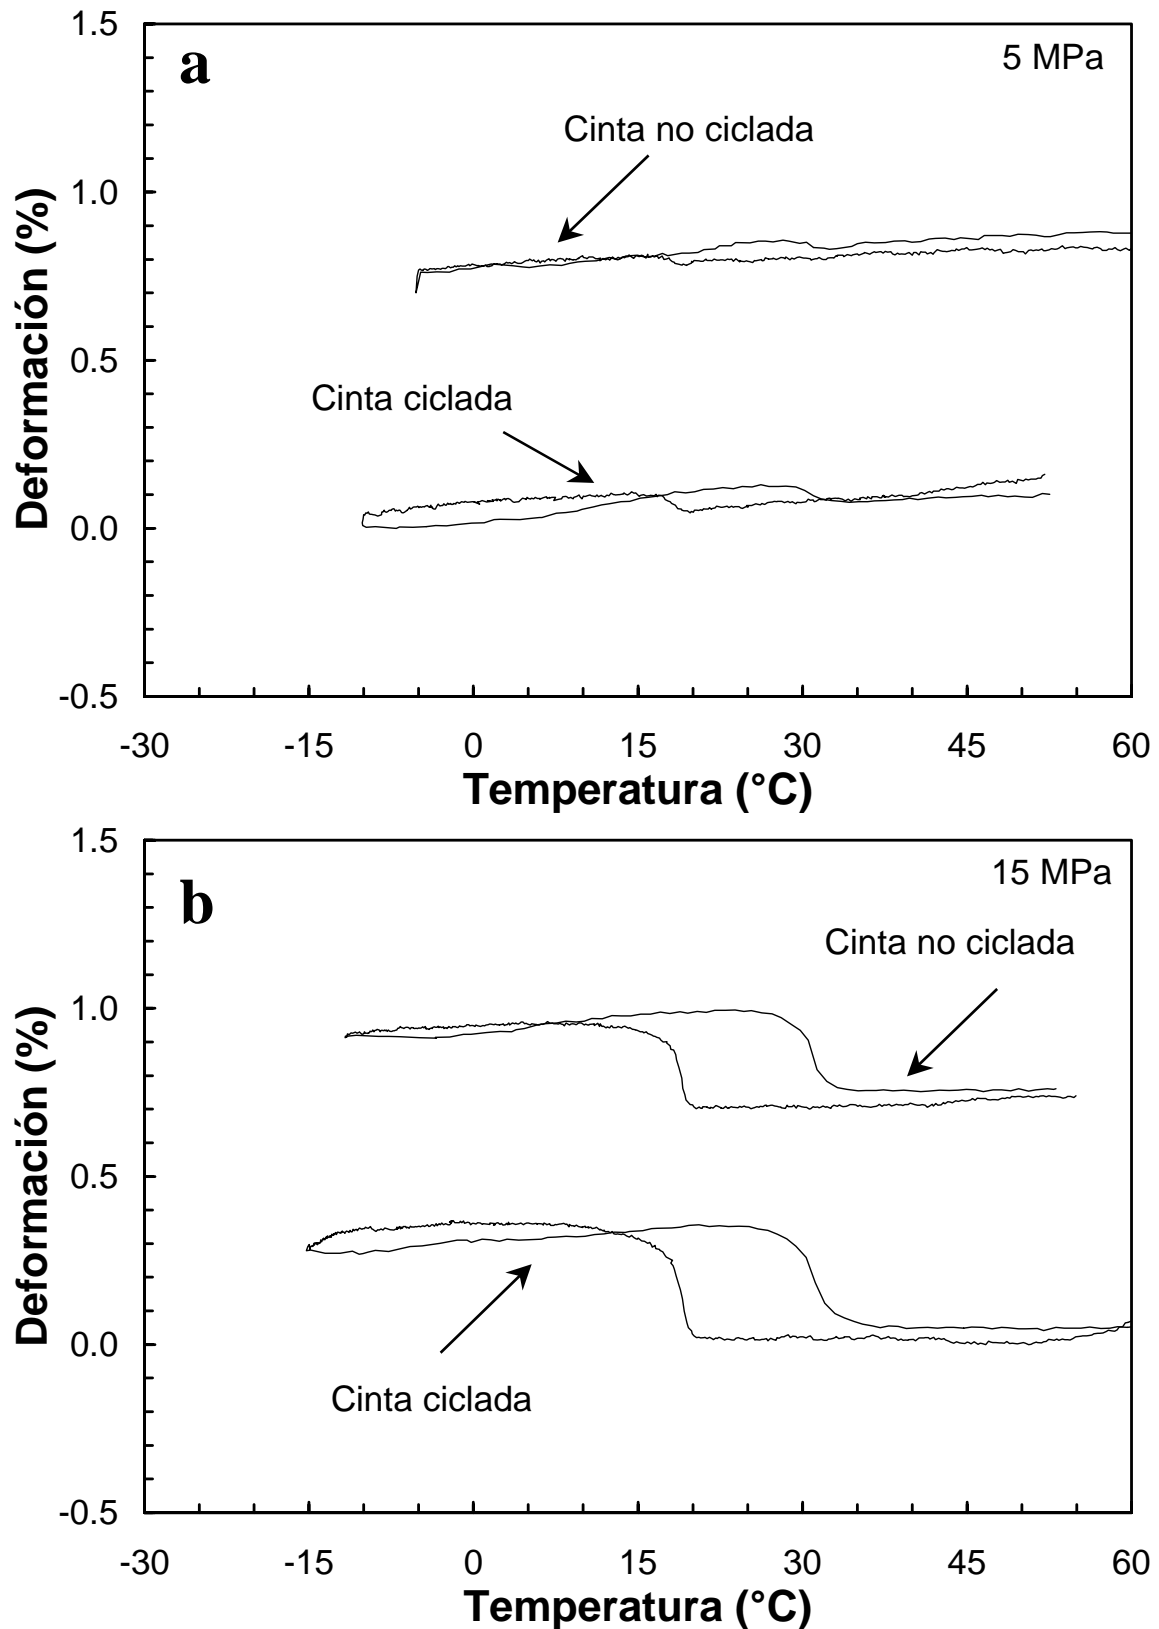 1.5
a
5 MPa
Cinta no ciclada
1.0
Deformación (%)
0.5
Cinta ciclada
0.0
-0.5
-30 -15 0 15 30 45 60
Temperatura (°C)
1.5
15 MPa
b
Cinta no ciclada
1.0
Deformación (%)
0.5
0.0
Cinta ciclada
-0.5
-30 -15 0 15 30 45 60
Temperatura (°C)